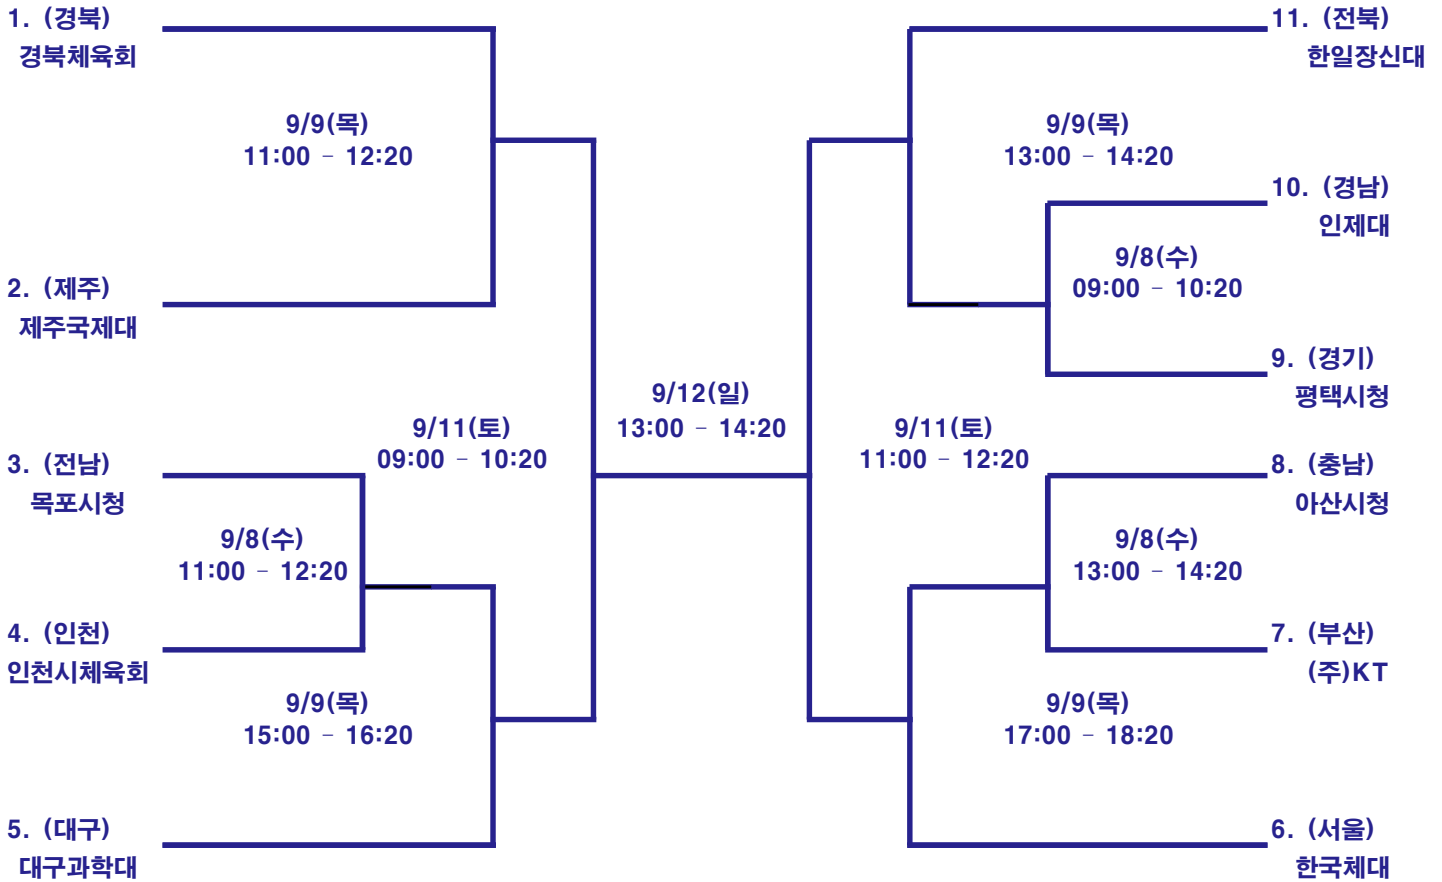 1. (경북)
경북체육회
9/9(목)
11:00 – 12:20
2. (제주)
제주국제대
3. (전남)
목포시청
9/8(수)
11:00 – 12:20
4. (인천)
인천시체육회
9/9(목)
15:00 – 16:20
5. (대구)
대구과학대
9/11(토)
09:00 – 10:20
9/12(일)
13:00 – 14:20
9/11(토)
11:00 – 12:20
11. (전북)
한일장신대
9/9(목)
13:00 – 14:20
10. (경남)
인제대
9/8(수)
09:00 – 10:20
9. (경기)
평택시청
8. (충남)
아산시청
9/8(수)
13:00 – 14:20
7. (부산)
(주)KT
9/9(목)
17:00 – 18:20
6. (서울)
한국체대